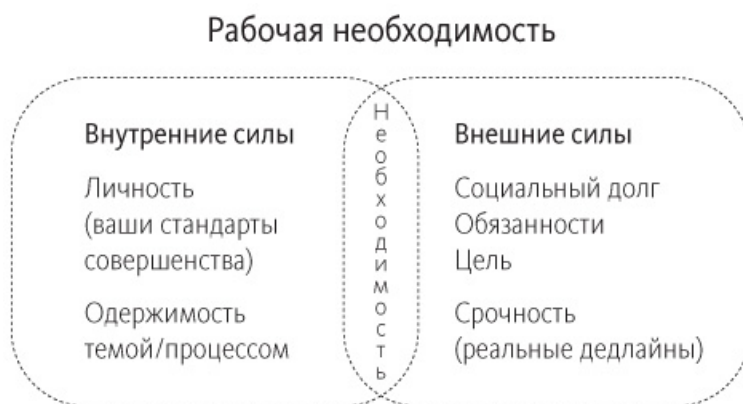 Рабочая необходимость
Внутренние силы
Личность
(ваши стандарты
совершенства)
Одержимость
темой/процессом
Необходимость
Внешние силы
Социальный долг
Обязанности
Цель
Срочность
(реальные дедлайны)